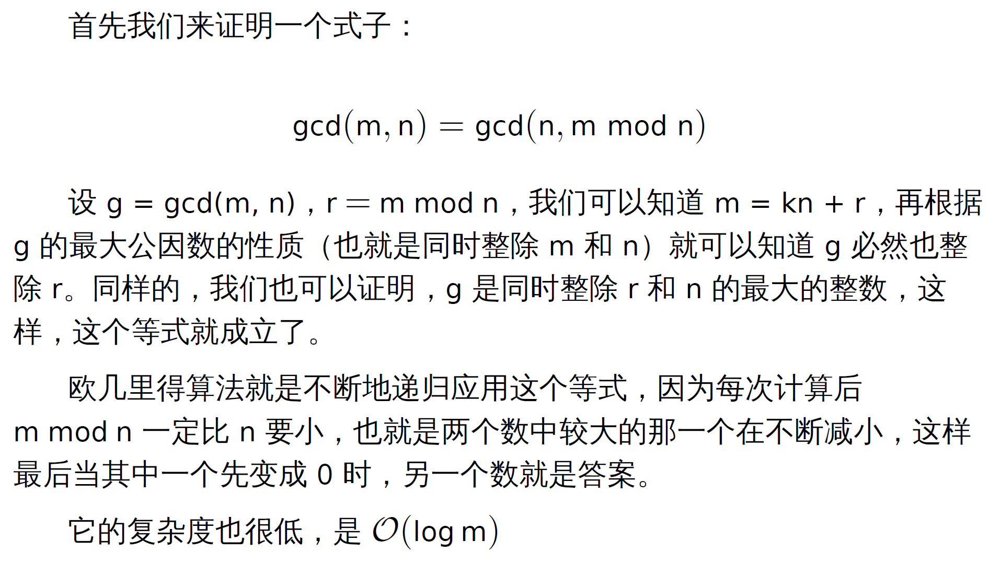 首先我们来证明一个式子：
gcd(m, n) = gcd(n, m mod n)
设 g = gcd(m, n)，r = m mod n，我们可以知道 m = kn + r，再根据
g 的最大公因数的性质（也就是同时整除 m 和 n）就可以知道 g 必然也整
除 r。同样的，我们也可以证明，g 是同时整除 r 和 n 的最大的整数，这
样，这个等式就成立了。
欧几里得算法就是不断地递归应用这个等式，因为每次计算后
m mod n 一定比 n 要小，也就是两个数中较大的那一个在不断减小，这样
最后当其中一个先变成 0 时，另一个数就是答案。
它的复杂度也很低，是 𝒪(log m)